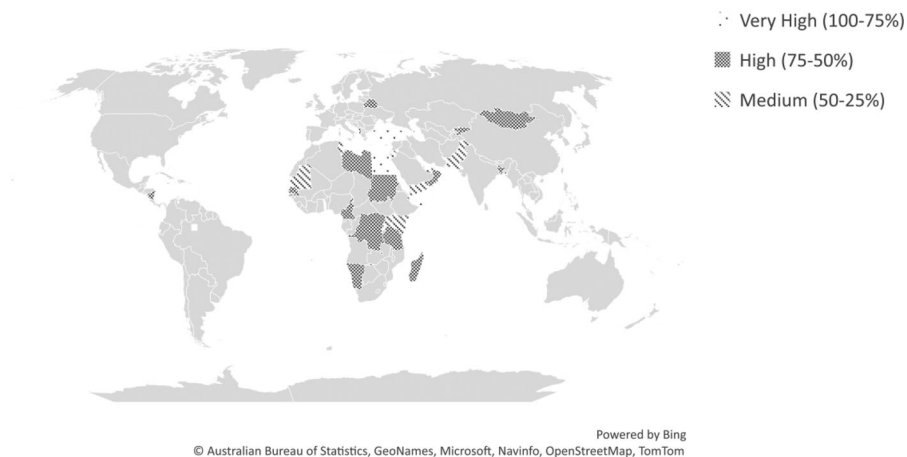 Very High (100-75%)
High (75-50%)
Medium (50-25%)
Powered by Bing
© Australian Bureau of Statistics, GeoNames, Microsoft, Navinfo, OpenStreetMap, TomTom